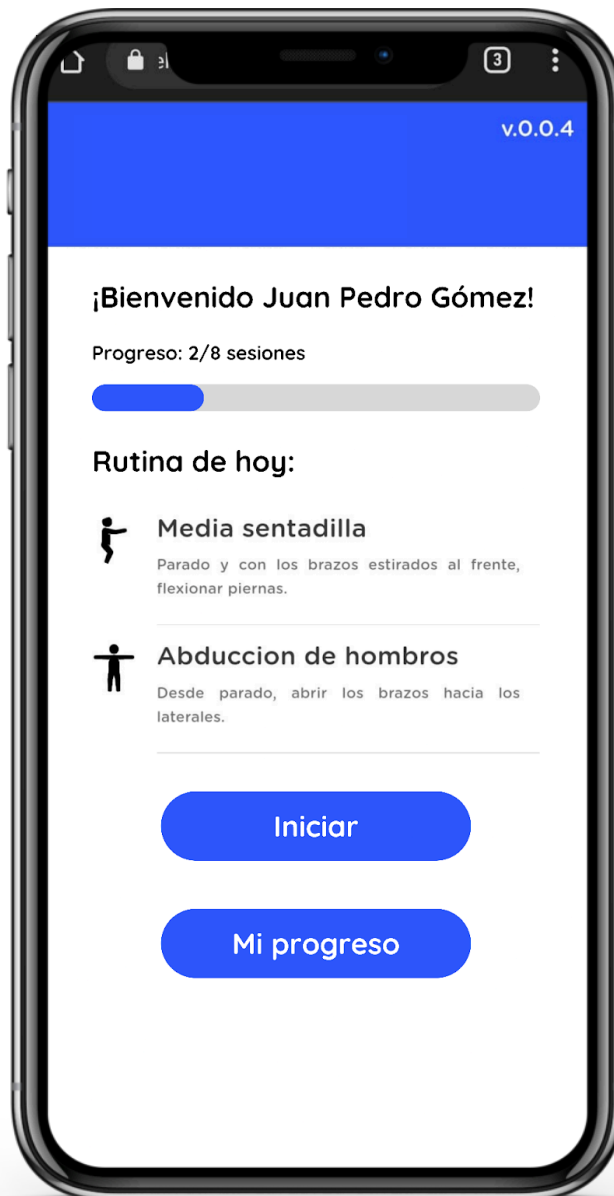 el
3
v.0.0.4
¡Bienvenido Juan Pedro Gómez!
Progreso: 2/8 sesiones
Rutina de hoy:
Media sentadilla
Parado y con los brazos estirados al frente,
flexionar piernas.
Abduccion de hombros
Desde parado, abrir los brazos hacia los
laterales.
Iniciar
Mi progreso